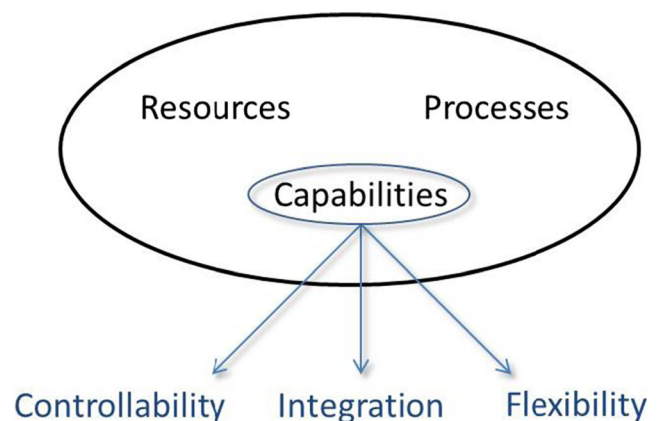 Resources Processes
Capabilities
Controllability Integration Flexibility